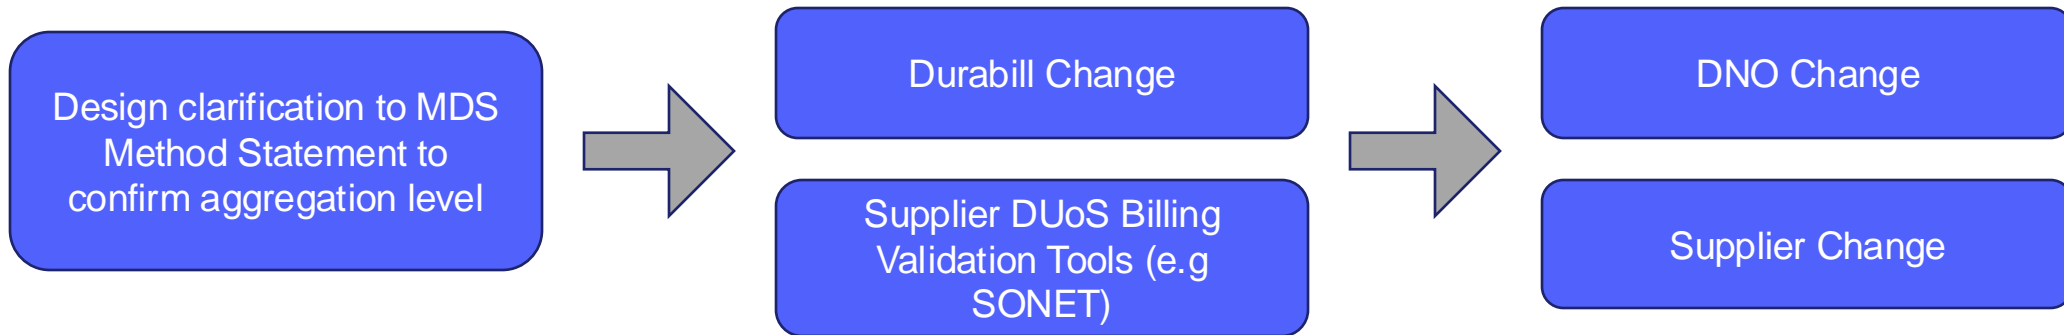 Design clarification to MDS
Method Statement to
confirm aggregation level
Durabill Change
Supplier DUoS Billing
Validation Tools (e.g
SONET)
DNO Change
Supplier Change